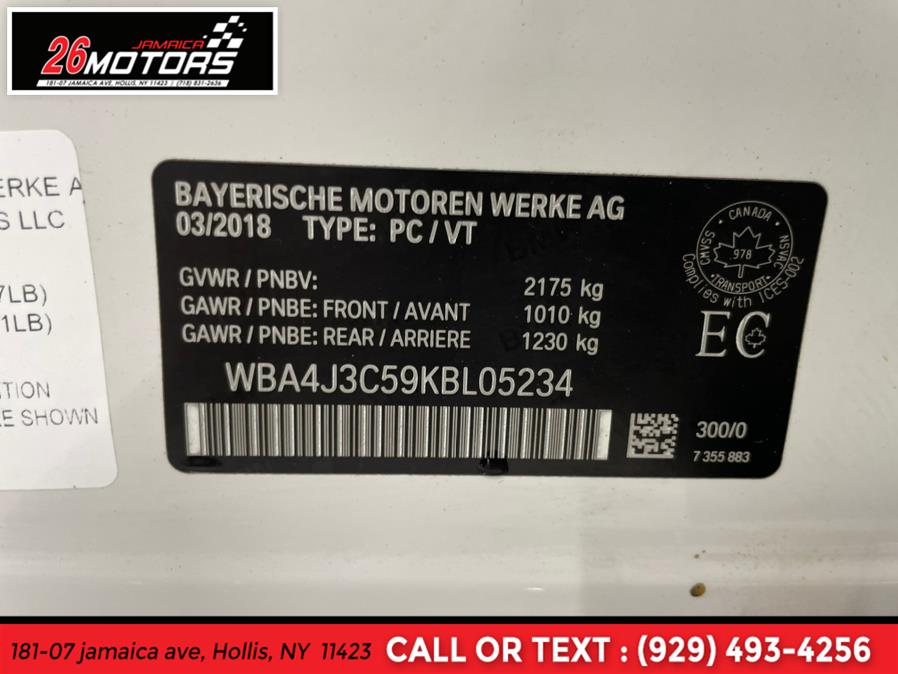 JAMAICA
26MOTORS
181-07 JAMAICA AVE, HOLLIS, NY 11423 / (718) 831-2636
ERKE A
S LLC
7LB)
1LB)
TION
E SHOWN
BAYERISCHE MOTOREN WERKE AG
03/2018 TYPE: PC / VT
GVWR / PNBV: 2175 kg
GAWR / PNBE: FRONT / AVANT 1010 kg
GAWR / PNBE: REAR / ARRIERE 1230 kg
WBA4J3C59KBL05234
CANADA
CMVSS NSVAC
978
TRANSPORT
Complies with ICES-002
EC
300/0
7 355 883
181-07 jamaica ave, Hollis, NY 11423 CALL OR TEXT : (929) 493-4256